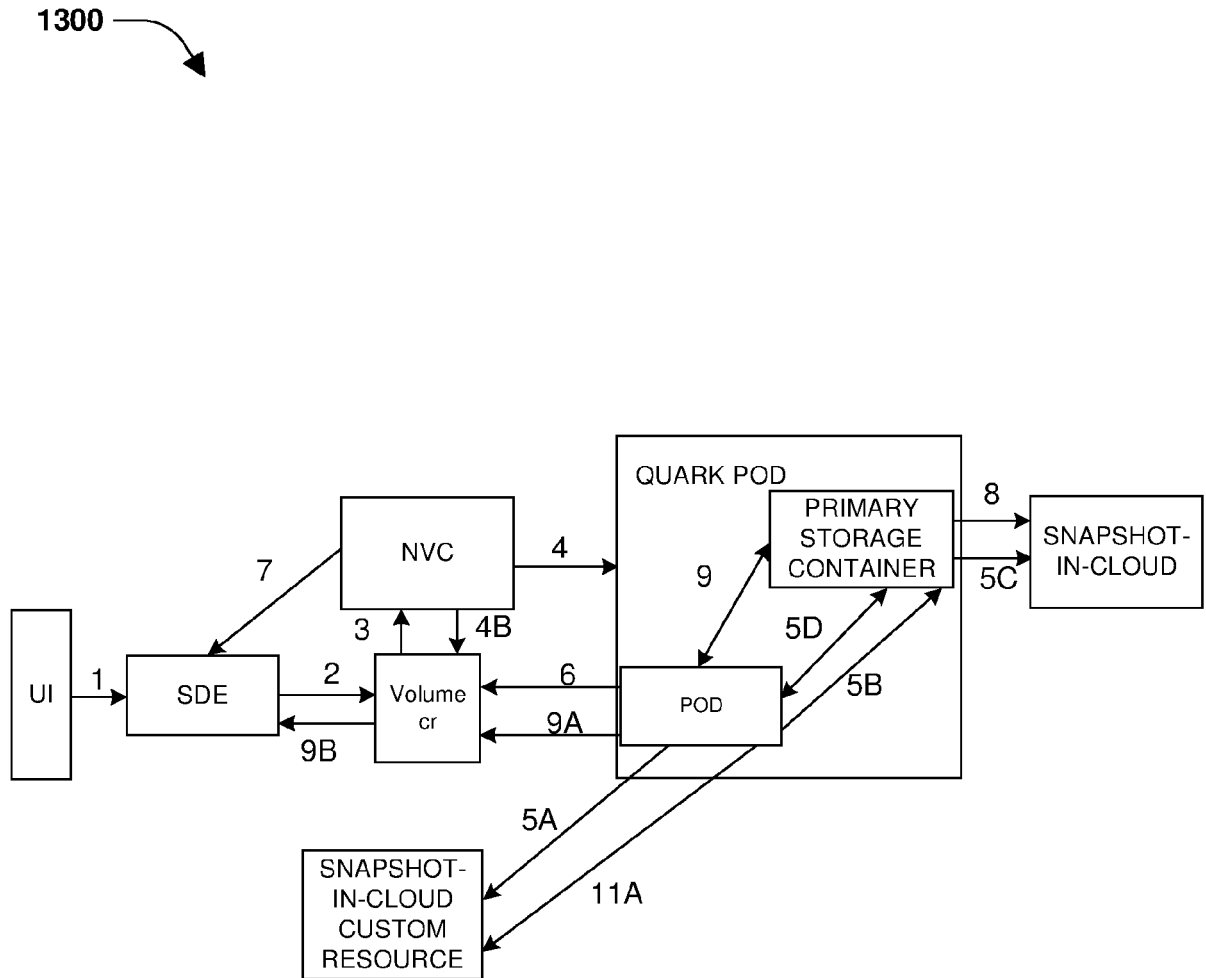 1300
QUARK POD
PRIMARY
STORAGE
CONTAINER
8
SNAPSHOT-
IN-CLOUD
5C
NVC
4
7
9
3
4B
5D
5B
UI
1
SDE
2
Volume
cr
6
POD
9B
9A
5A
11A
SNAPSHOT-
IN-CLOUD
CUSTOM
RESOURCE